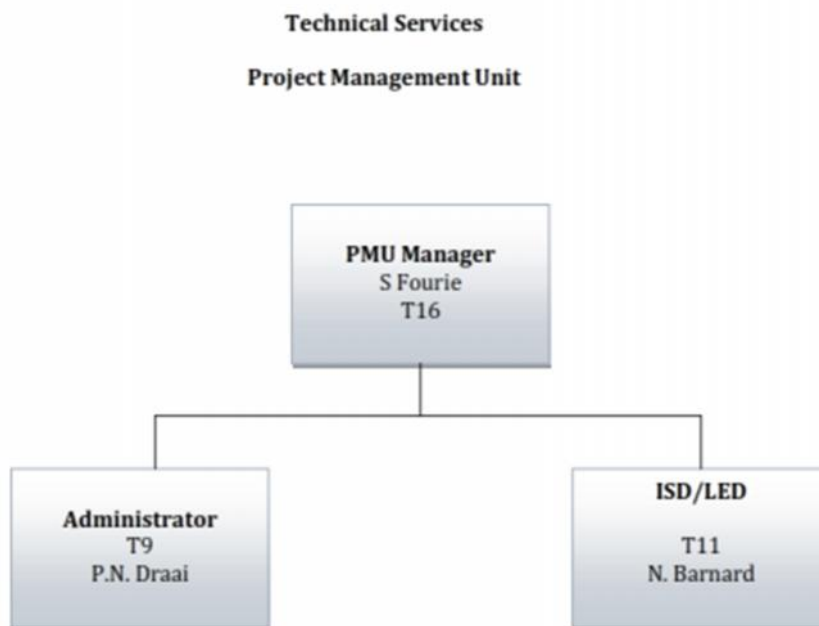 Technical Services
Project Management Unit
PMU Manager
S Fourie
T16
Administrator
T9
P.N. Draai
ISD/LED
T11
N. Barnard